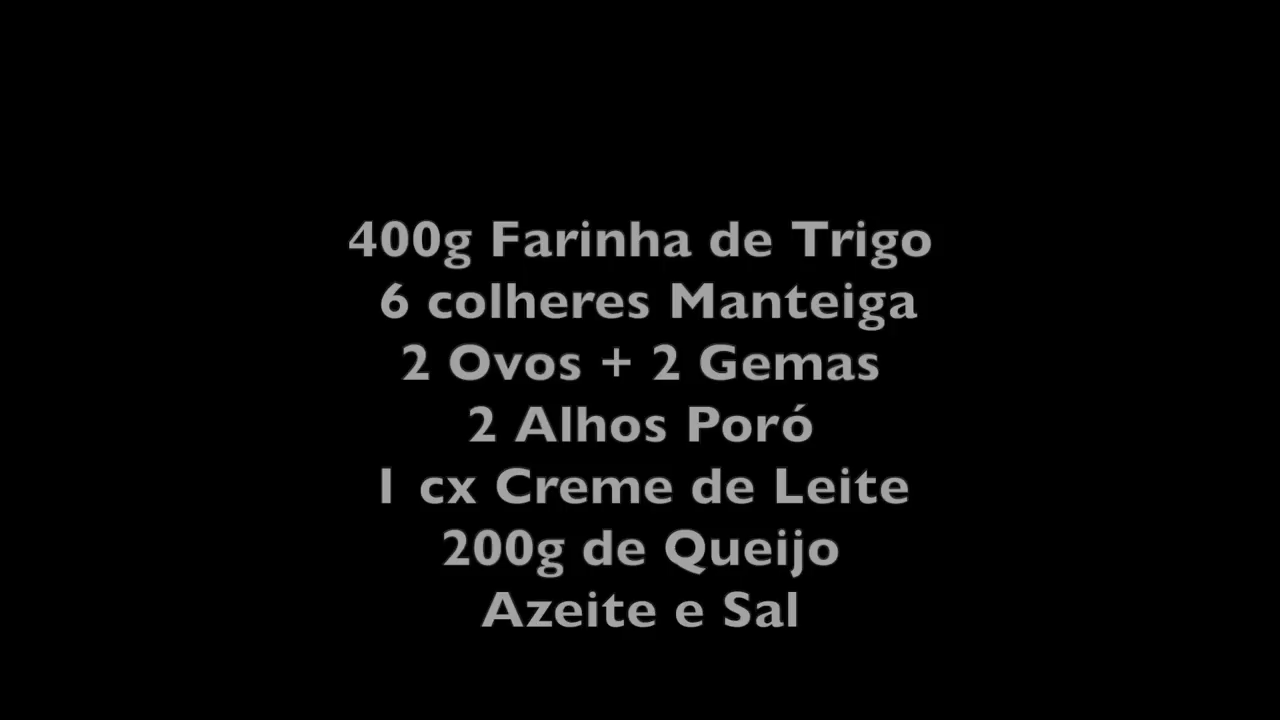 400g Farinha de Trigo
6 colheres Manteiga
2 Ovos + 2 Gemas
2 Alhos Poró
1 cx Creme de Leite
200g de Queijo
Azeite e Sal